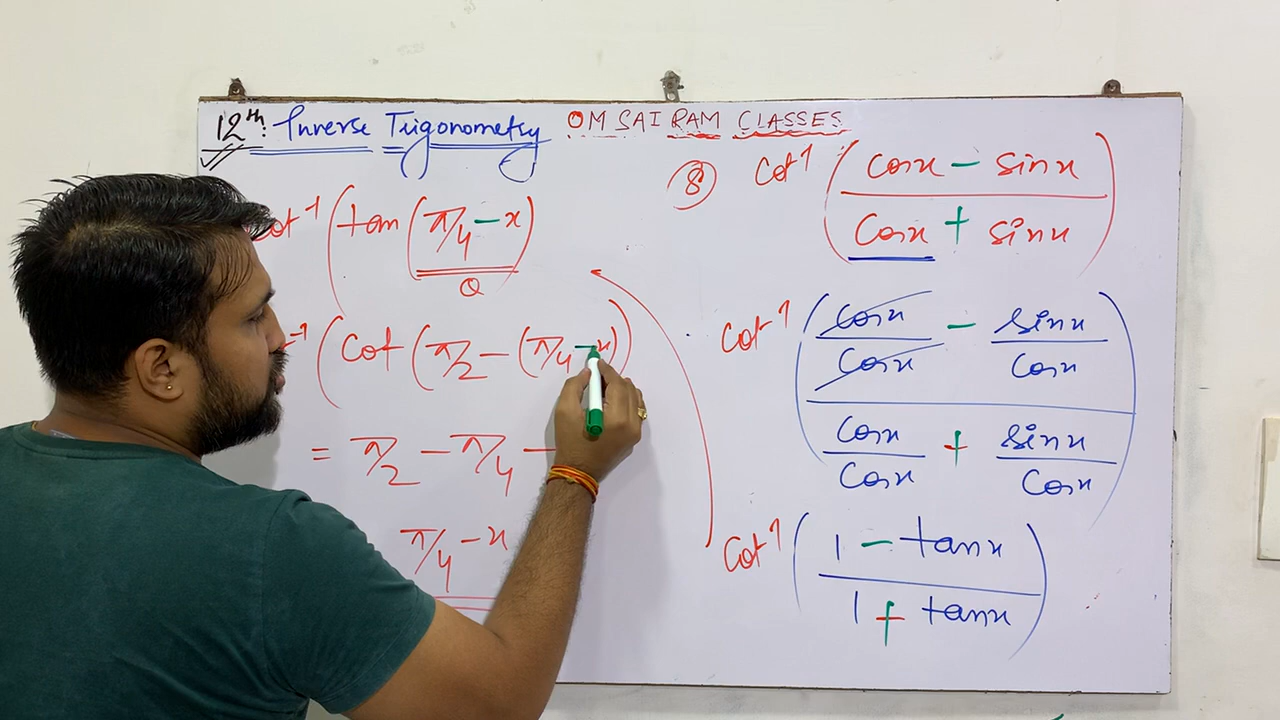 12th: Inverse Trigonometry OM SAI RAM CLASSES
cot⁻¹ (tan (π/4 - x)
θ
⁻¹ (cot (π/2 - (π/4 - x)
= π/2 - π/4 -
π/4 - x
8 cot⁻¹ (cosx - sinx / cosx + sinx)
cot⁻¹ (cosx/cosx - sinx/cosx / cosx/cosx + sinx/cosx)
cot⁻¹ (1 - tanx / 1 + tanx)